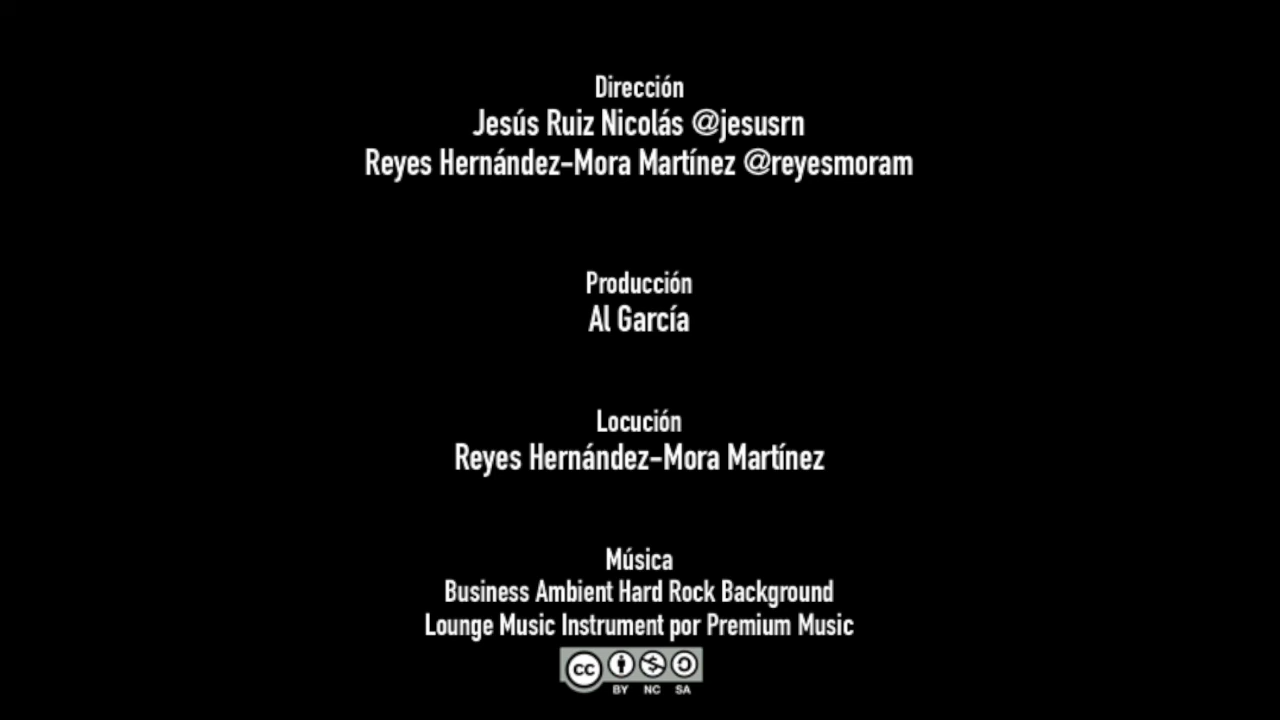 Dirección
Jesús Ruiz Nicolás @jesusrn
Reyes Hernández-Mora Martínez @reyesmoram
Producción
Al García
Locución
Reyes Hernández-Mora Martínez
Música
Business Ambient Hard Rock Background
Lounge Music Instrument por Premium Music
cc BY NC SA